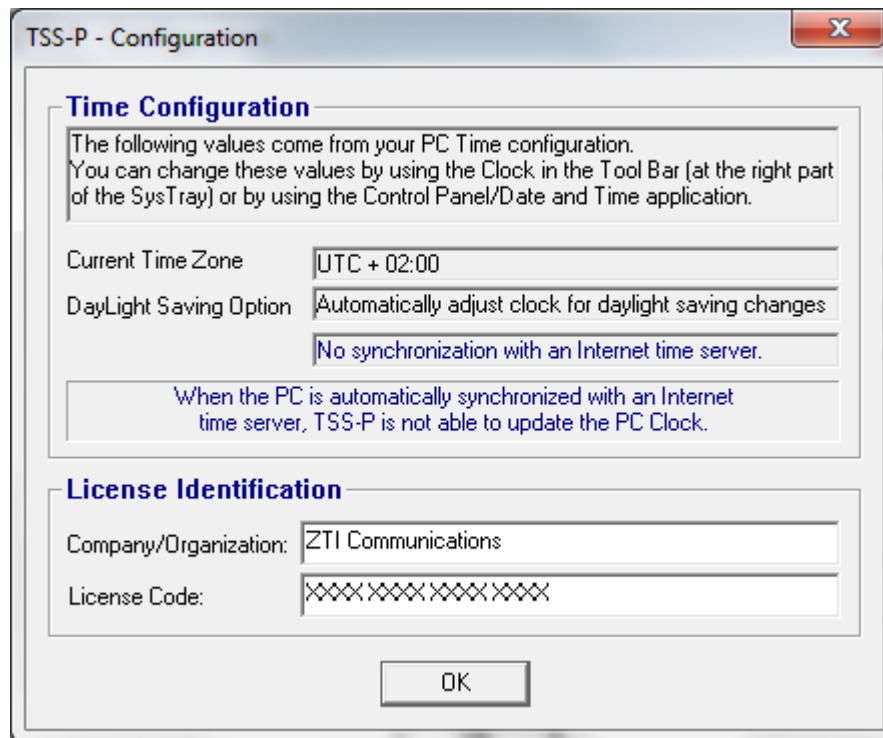 TSS-P - Configuration
Time Configuration
The following values come from your PC Time configuration.
You can change these values by using the Clock in the Tool Bar (at the right part
of the SysTray) or by using the Control Panel/Date and Time application.
Current Time Zone UTC + 02:00
DayLight Saving Option Automatically adjust clock for daylight saving changes
No synchronization with an Internet time server.
When the PC is automatically synchronized with an Internet
time server, TSS-P is not able to update the PC Clock.
License Identification
Company/Organization: ZTI Communications
License Code: XXXX XXXX XXXX XXXX
OK